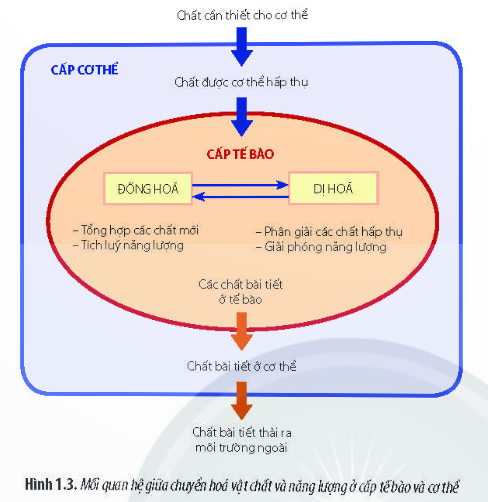 Chất cần thiết cho cơ thể
CẤP CƠ THỂ
Chất được cơ thể hấp thụ
CẤP TẾ BÀO
ĐỒNG HOÁ
DỊ HOÁ
– Tổng hợp các chất mới
– Tích luỹ năng lượng
– Phân giải các chất hấp thụ
– Giải phóng năng lượng
Các chất bài tiết
ở tế bào
Chất bài tiết ở cơ thể
Chất bài tiết thải ra
môi trường ngoài
Hình 1.3. Mối quan hệ giữa chuyển hoá vật chất và năng lượng ở cấp tế bào và cơ thể